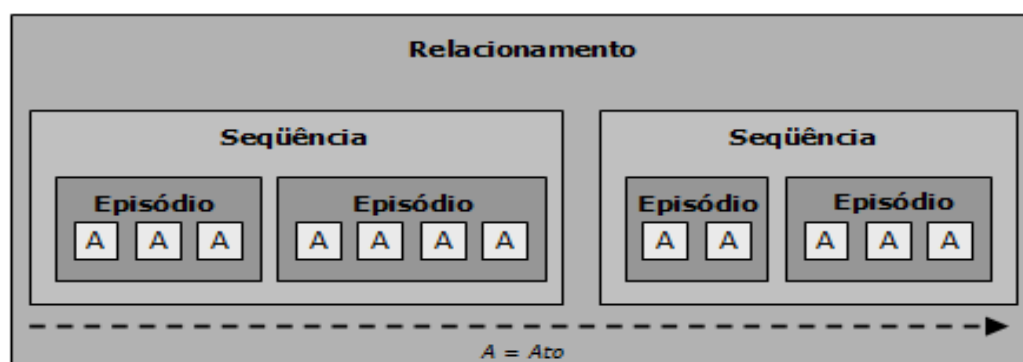 Relacionamento
Seqüência Seqüência
Episódio Episódio Episódio Episódio
A A A A A A A A A A A A
A = Ato